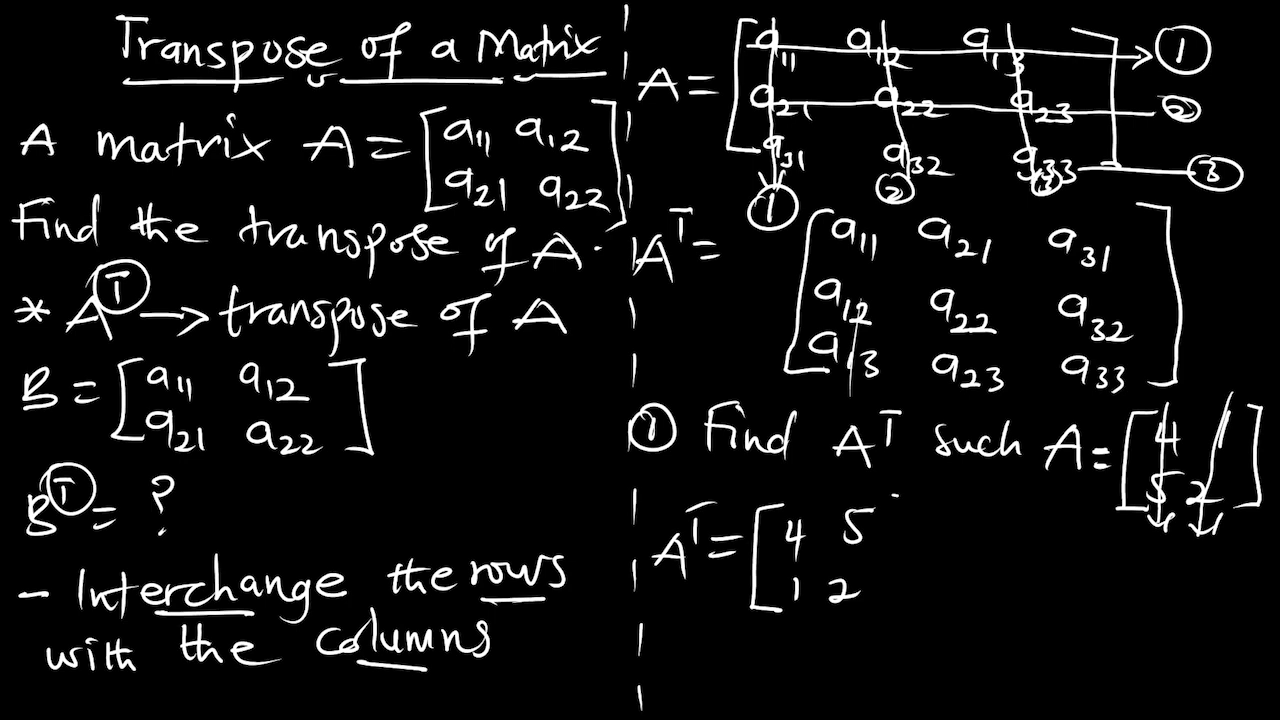 Transpose of a Matrix
A matrix A = [a11 a12
a21 a22]
Find the transpose of A.
* A^T → transpose of A
B = [a11 a12
a21 a22]
B^T = ?
- Interchange the rows
with the columns
A = [a11 a12 a13] → ①
a21 a22 a23 ②
a31 a32 a33 ③
① ② ③
A^T = [a11 a21 a31
a12 a22 a32
a13 a23 a33]
① Find A^T such A = [4 1
5 2]
A^T = [4 5
1 2